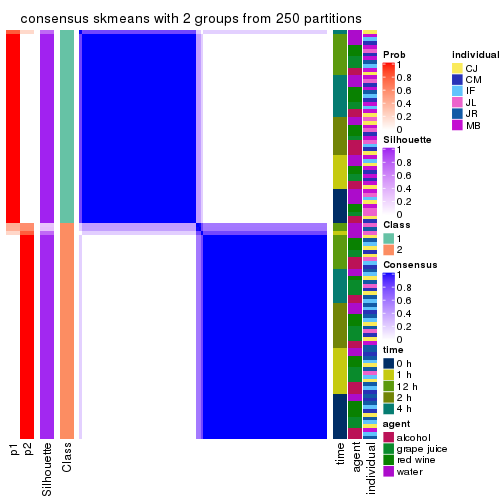 consensus skmeans with 2 groups from 250 partitions
Prob
1
0.8
0.6
0.4
0.2
0
Silhouette
1
0.8
0.6
0.4
0.2
0
Class
1
2
Consensus
1
0.8
0.6
0.4
0.2
0
time
0 h
1 h
12 h
2 h
4 h
agent
alcohol
grape juice
red wine
water
individual
CJ
CM
IF
JL
JR
MB
p1
p2
Silhouette
Class
time
agent
individual